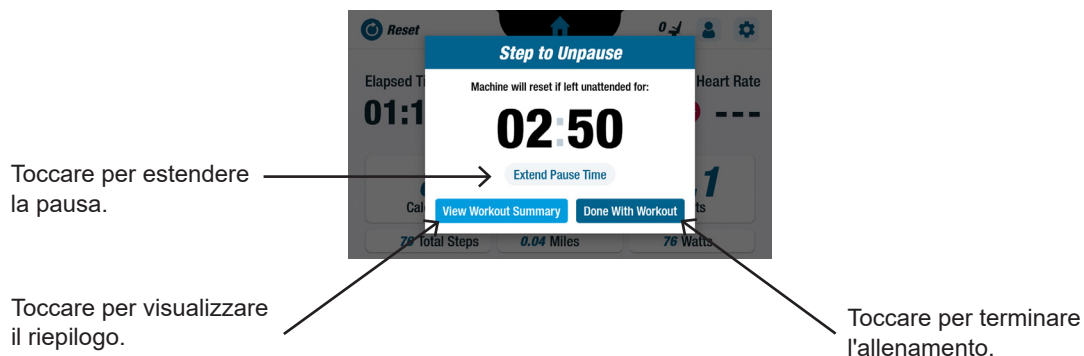 Reset
0
Step to Unpause
Elapsed Ti
Machine will reset if left unattended for:
Heart Rate
01:1
02:50
---
Toccare per estendere
la pausa.
Extend Pause Time
1
Cal
View Workout Summary
Done With Workout
ts
76 Total Steps
0.04 Miles
76 Watts
Toccare per visualizzare
il riepilogo.
Toccare per terminare
l'allenamento.